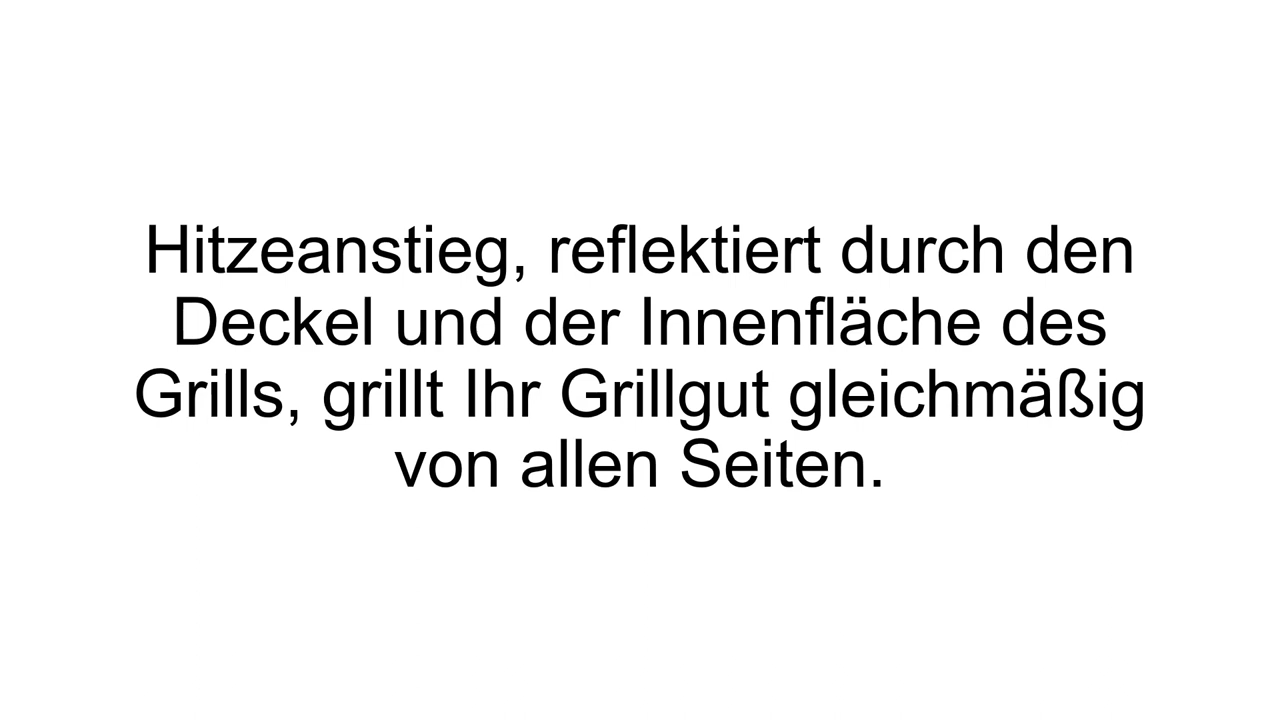 Hitzeanstieg, reflektiert durch den
Deckel und der Innenfläche des
Grills, grillt Ihr Grillgut gleichmäßig
von allen Seiten.